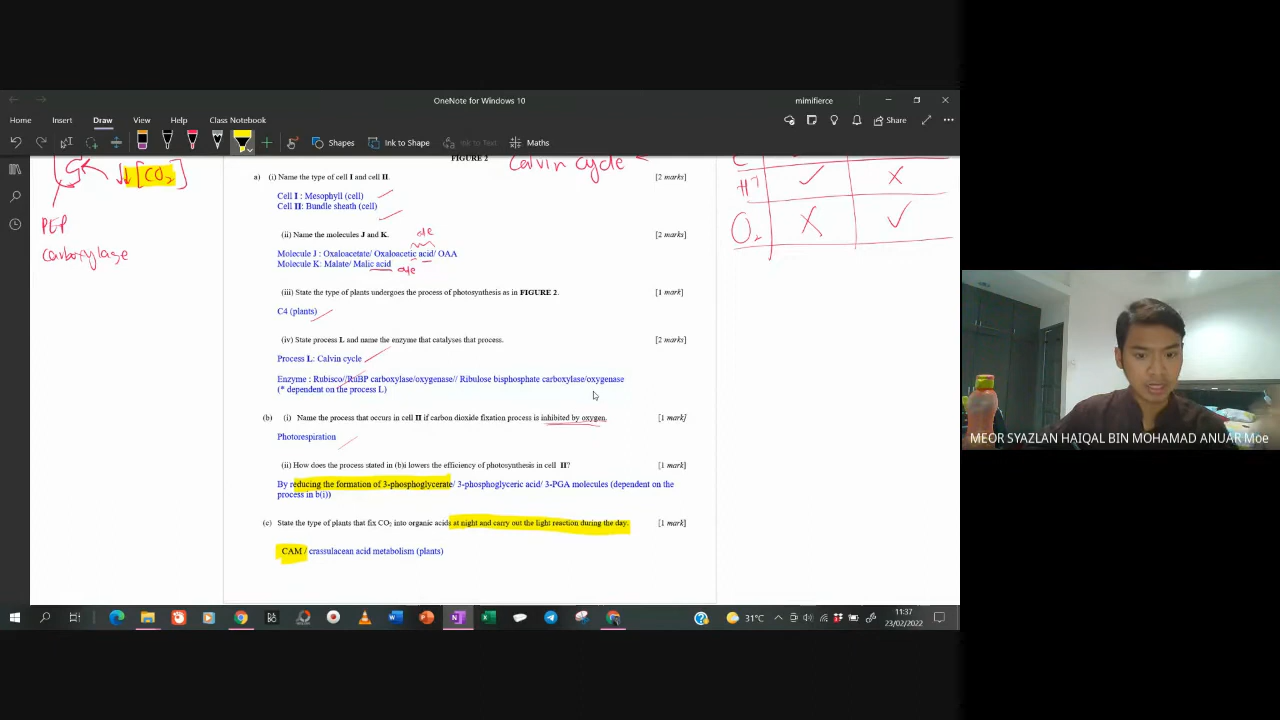 OneNote for Windows 10
mimifierce
Home Insert Draw View Help Class Notebook
Share
Shapes Ink to Shape Ink to Text Maths
FIGURE 2
Calvin cycle
↓↓ [CO₂]
PEP
carboxylase
H⁺ ✓ X
O₂ X ✓
a) (i) Name the type of cell I and cell II. [2 marks]
Cell I : Mesophyll (cell)
Cell II: Bundle sheath (cell)
(ii) Name the molecules J and K. [2 marks]
ate
Molecule J : Oxaloacetate/ Oxaloacetic acid/ OAA
Molecule K: Malate/ Malic acid
ate
(iii) State the type of plants undergoes the process of photosynthesis as in FIGURE 2. [1 mark]
C4 (plants)
(iv) State process L and name the enzyme that catalyses that process. [2 marks]
Process L: Calvin cycle
Enzyme : Rubisco//RuBP carboxylase/oxygenase// Ribulose bisphosphate carboxylase/oxygenase
(* dependent on the process L)
(b) (i) Name the process that occurs in cell II if carbon dioxide fixation process is inhibited by oxygen. [1 mark]
Photorespiration
(ii) How does the process stated in (b)i lowers the efficiency of photosynthesis in cell II? [1 mark]
By reducing the formation of 3-phosphoglycerate/ 3-phosphoglyceric acid/ 3-PGA molecules (dependent on the
process in b(i))
(c) State the type of plants that fix CO₂ into organic acids at night and carry out the light reaction during the day. [1 mark]
CAM / crassulacean acid metabolism (plants)
MEOR SYAZLAN HAIQAL BIN MOHAMAD ANUAR Moe
31°C
11:37
23/02/2022